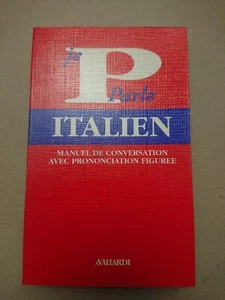 je
P
Parle
ITALIEN
MANUEL DE CONVERSATION
AVEC PRONONCIATION FIGUREE
A.VALLARDI